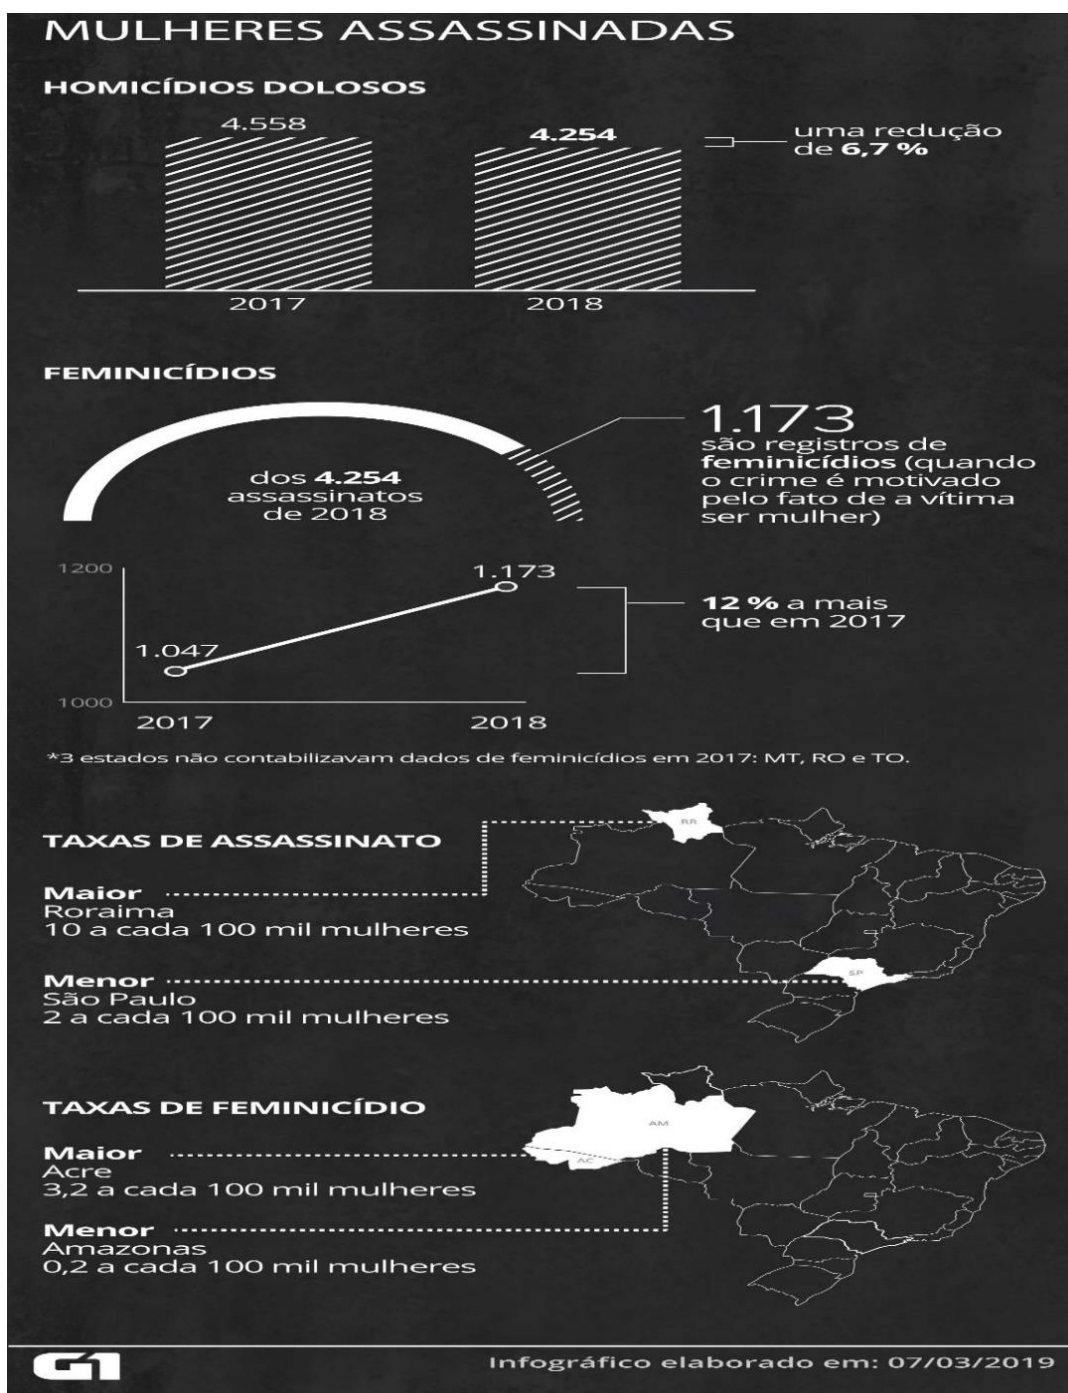 MULHERES ASSASSINADAS
HOMICÍDIOS DOLOSOS
4.558
4.254
uma redução
de 6,7 %
2017
2018
FEMINICÍDIOS
dos 4.254
assassinatos
de 2018
1.173
são registros de
feminicídios (quando
o crime é motivado
pelo fato de a vítima
ser mulher)
1200
1.173
1.047
1000
2017
2018
12 % a mais
que em 2017
*3 estados não contabilizavam dados de feminicídios em 2017: MT, RO e TO.
TAXAS DE ASSASSINATO
RR
Maior
Roraima
10 a cada 100 mil mulheres
Menor
São Paulo
2 a cada 100 mil mulheres
SP
TAXAS DE FEMINICÍDIO
AM
AC
Maior
Acre
3,2 a cada 100 mil mulheres
Menor
Amazonas
0,2 a cada 100 mil mulheres
G1
Infográfico elaborado em: 07/03/2019